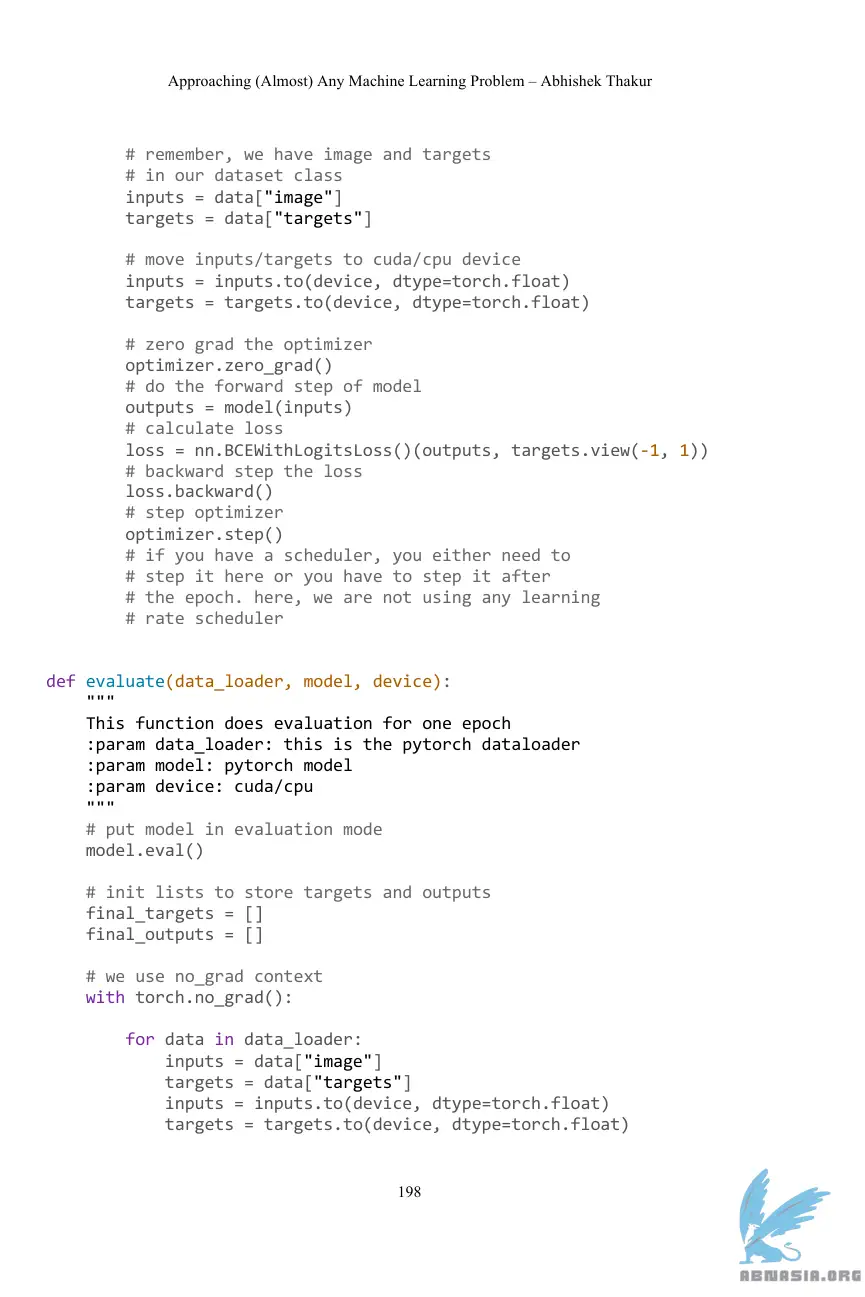 Approaching (Almost) Any Machine Learning Problem – Abhishek Thakur
        # remember, we have image and targets
        # in our dataset class
        inputs = data["image"]
        targets = data["targets"]

        # move inputs/targets to cuda/cpu device
        inputs = inputs.to(device, dtype=torch.float)
        targets = targets.to(device, dtype=torch.float)

        # zero grad the optimizer
        optimizer.zero_grad()
        # do the forward step of model
        outputs = model(inputs)
        # calculate loss
        loss = nn.BCEWithLogitsLoss()(outputs, targets.view(-1, 1))
        # backward step the loss
        loss.backward()
        # step optimizer
        optimizer.step()
        # if you have a scheduler, you either need to
        # step it here or you have to step it after
        # the epoch. here, we are not using any learning
        # rate scheduler

def evaluate(data_loader, model, device):
    """
    This function does evaluation for one epoch
    :param data_loader: this is the pytorch dataloader
    :param model: pytorch model
    :param device: cuda/cpu
    """
    # put model in evaluation mode
    model.eval()

    # init lists to store targets and outputs
    final_targets = []
    final_outputs = []

    # we use no_grad context
    with torch.no_grad():

        for data in data_loader:
            inputs = data["image"]
            targets = data["targets"]
            inputs = inputs.to(device, dtype=torch.float)
            targets = targets.to(device, dtype=torch.float)
198
ABNASIA.ORG